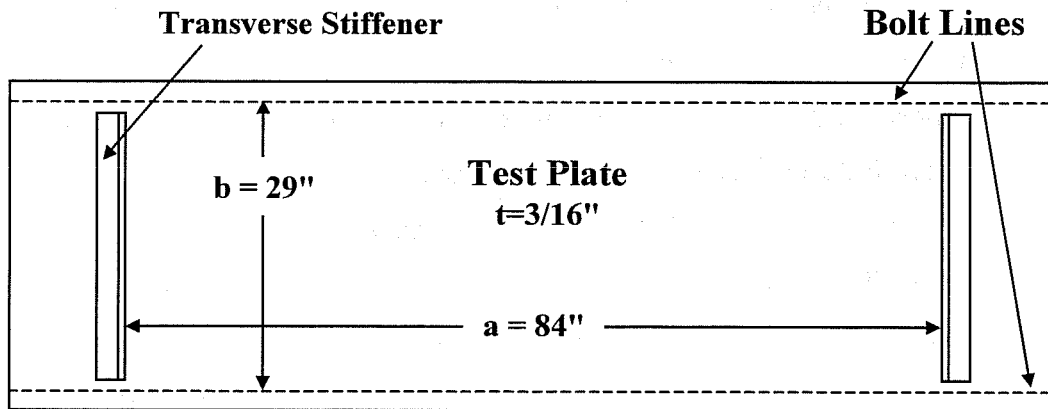 Transverse Stiffener
Bolt Lines
b = 29"
Test Plate
t=3/16"
a = 84"